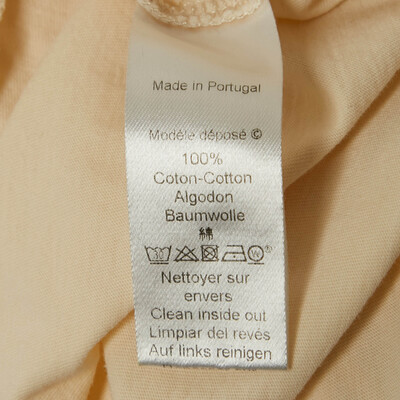 Made in Portugal
Modèle déposé ©
100%
Coton-Cotton
Algodon
Baumwolle
綿
Nettoyer sur
envers
Clean inside out
Limpiar del revés
Auf links reinigen